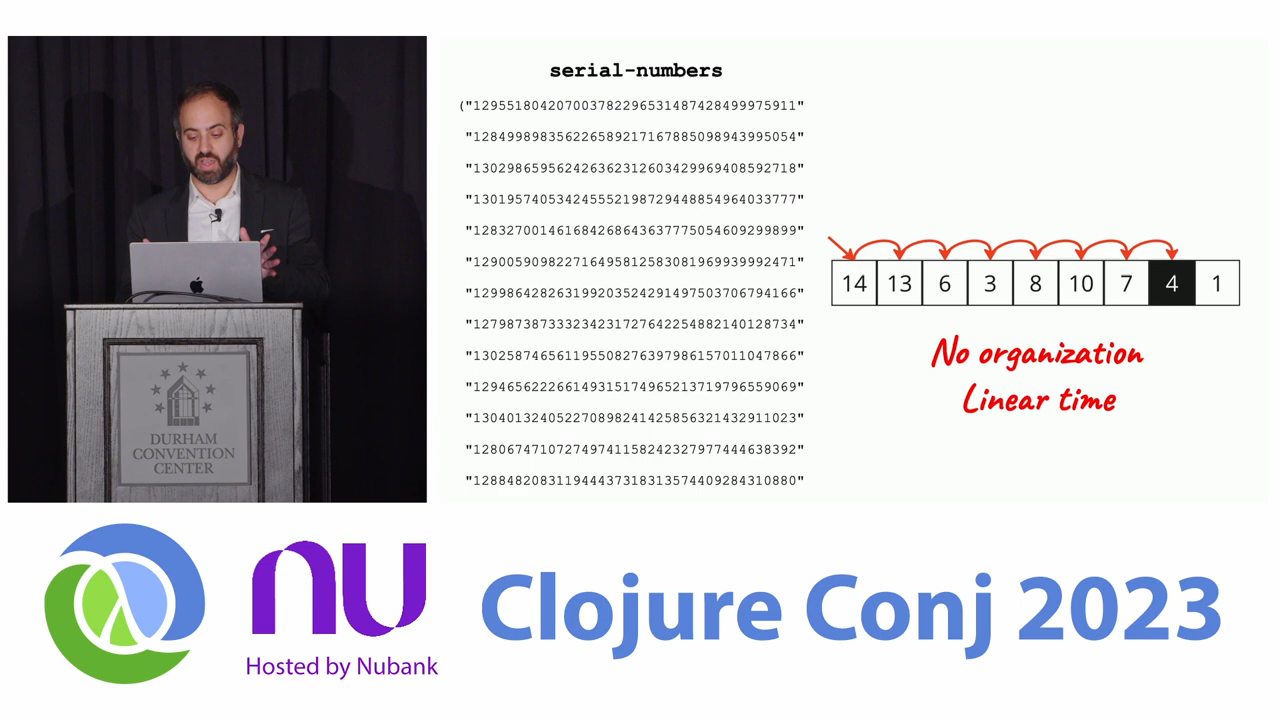 DURHAM
CONVENTION
CENTER
serial-numbers
("129551804207003782296531487428499975911"
"128499898356226589217167885098943995054"
"130298659562426362312603429969408592718"
"130195740534245552198729448854964033777"
"128327001461684268643637775054609299899"
"129005909822716495812583081969939992471"
"129986428263199203524291497503706794166"
"127987387333234231727642254882140128734"
"130258746561195508276397986157011047866"
"129465622266149315174965213719796559069"
"130401324052270898241425856321432911023"
"128067471072749741158242327977444638392"
"128848208311944437318313574409284310880"
14 13 6 3 8 10 7 4 1
No organization
Linear time
nu
Hosted by Nubank
Clojure Conj 2023